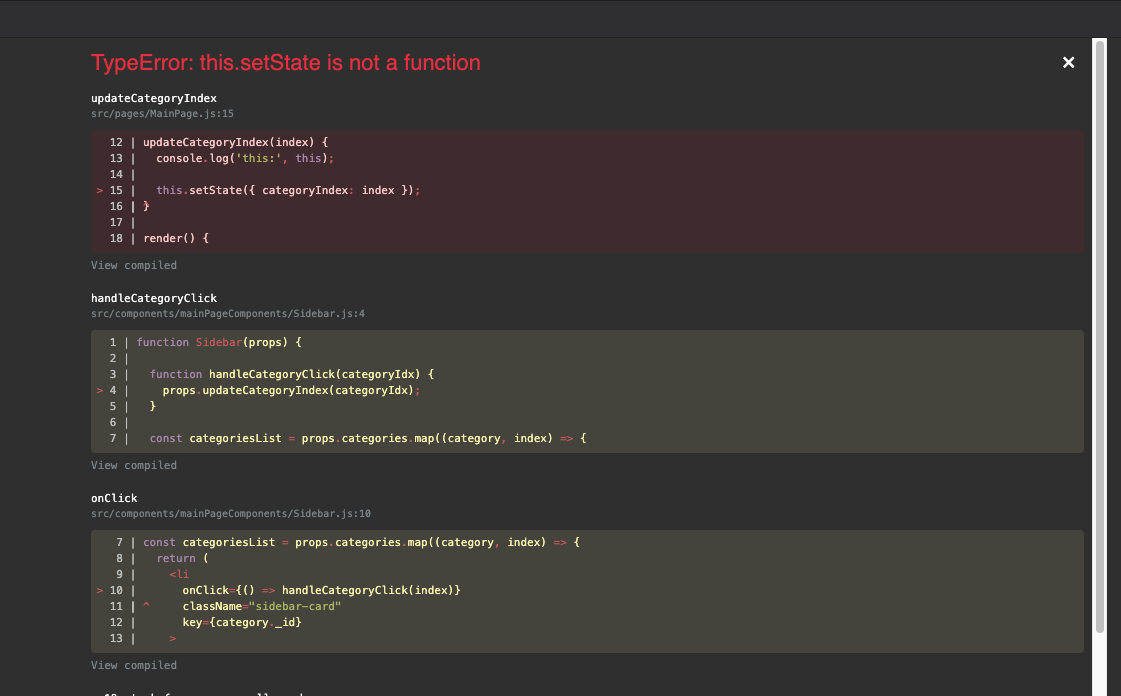 TypeError: this.setState is not a function
×
updateCategoryIndex
src/pages/MainPage.js:15
12 | updateCategoryIndex(index) {
13 |   console.log('this:', this);
14 |
> 15 |   this.setState({ categoryIndex: index });
16 | }
17 |
18 | render() {
View compiled
handleCategoryClick
src/components/mainPageComponents/Sidebar.js:4
1 | function Sidebar(props) {
2 |
3 |   function handleCategoryClick(categoryIdx) {
> 4 |     props.updateCategoryIndex(categoryIdx);
5 |   }
6 |
7 |   const categoriesList = props.categories.map((category, index) => {
View compiled
onClick
src/components/mainPageComponents/Sidebar.js:10
7 | const categoriesList = props.categories.map((category, index) => {
8 |   return (
9 |     <li
> 10 |       onClick={() => handleCategoryClick(index)}
11 | ^     className="sidebar-card"
12 |       key={category._id}
13 |     >
View compiled